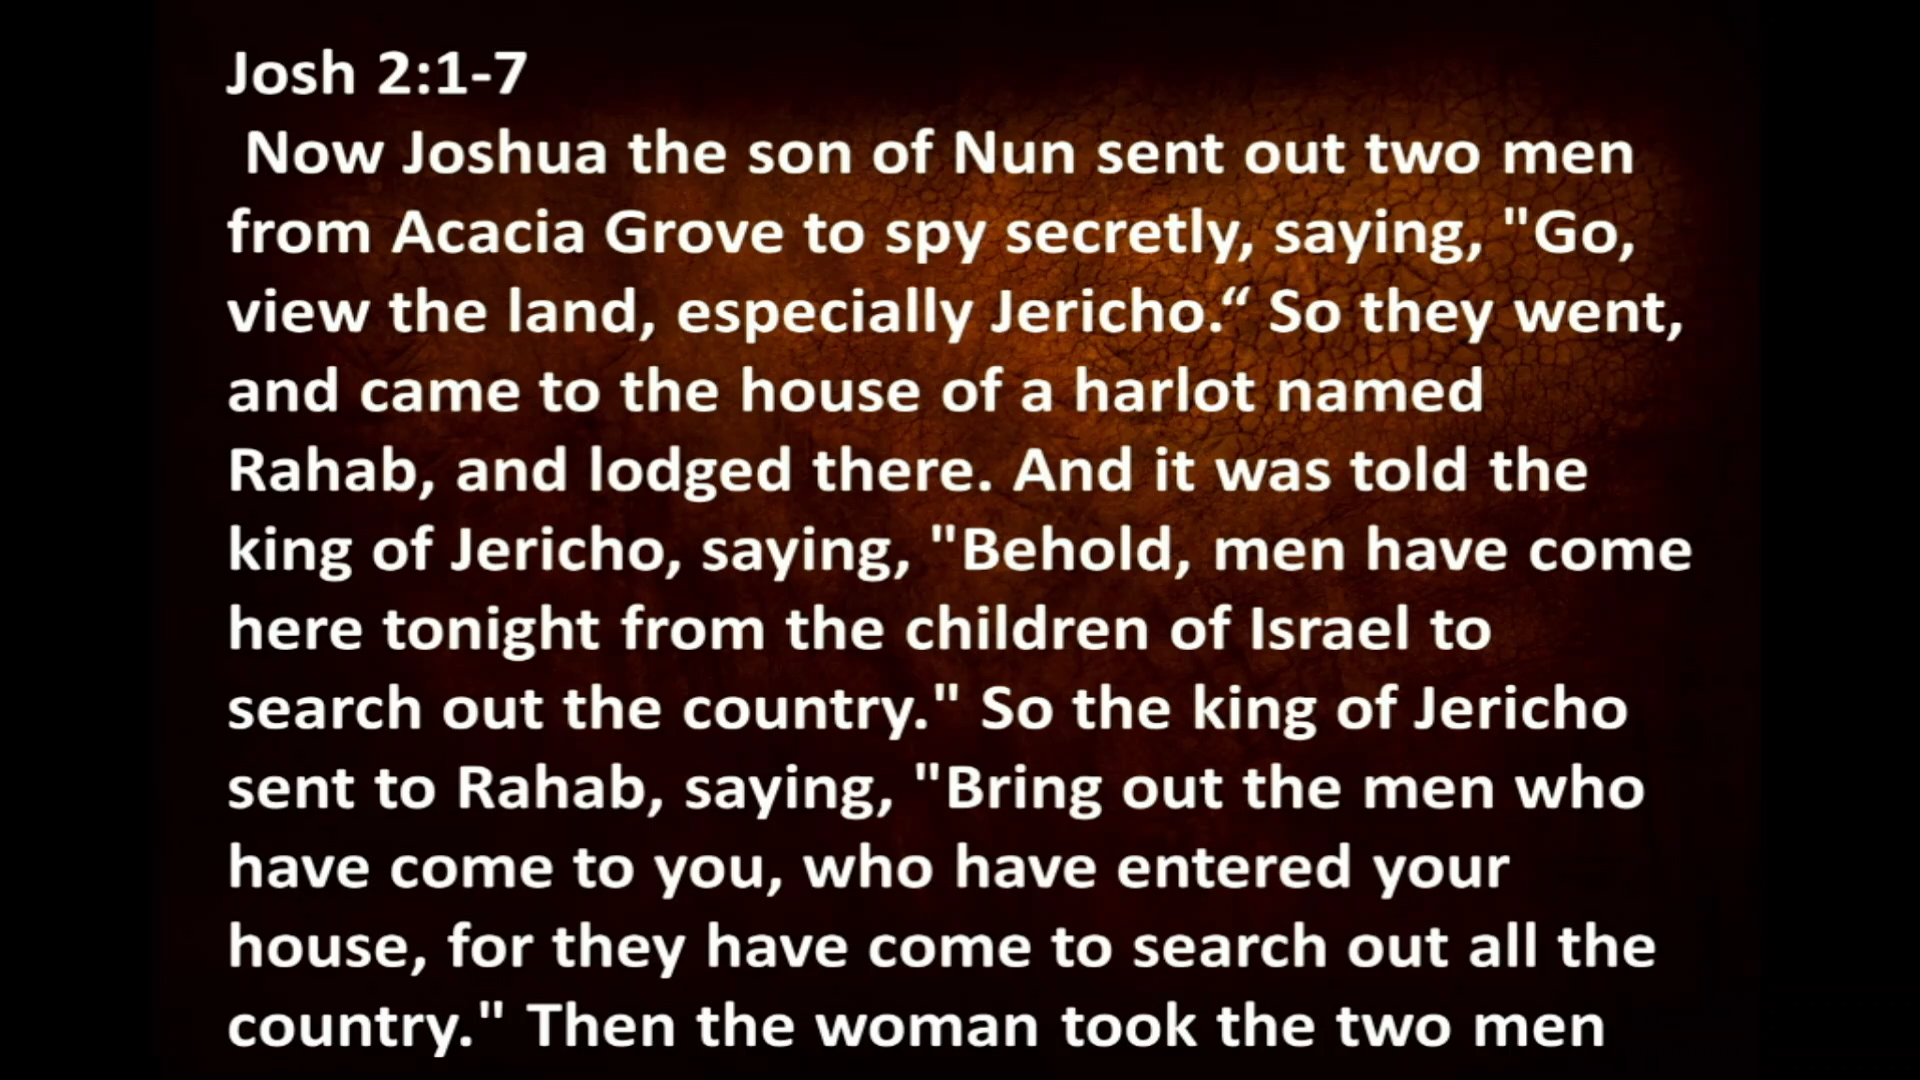 Josh 2:1-7
Now Joshua the son of Nun sent out two men
from Acacia Grove to spy secretly, saying, "Go,
view the land, especially Jericho.“ So they went,
and came to the house of a harlot named
Rahab, and lodged there. And it was told the
king of Jericho, saying, "Behold, men have come
here tonight from the children of Israel to
search out the country." So the king of Jericho
sent to Rahab, saying, "Bring out the men who
have come to you, who have entered your
house, for they have come to search out all the
country." Then the woman took the two men